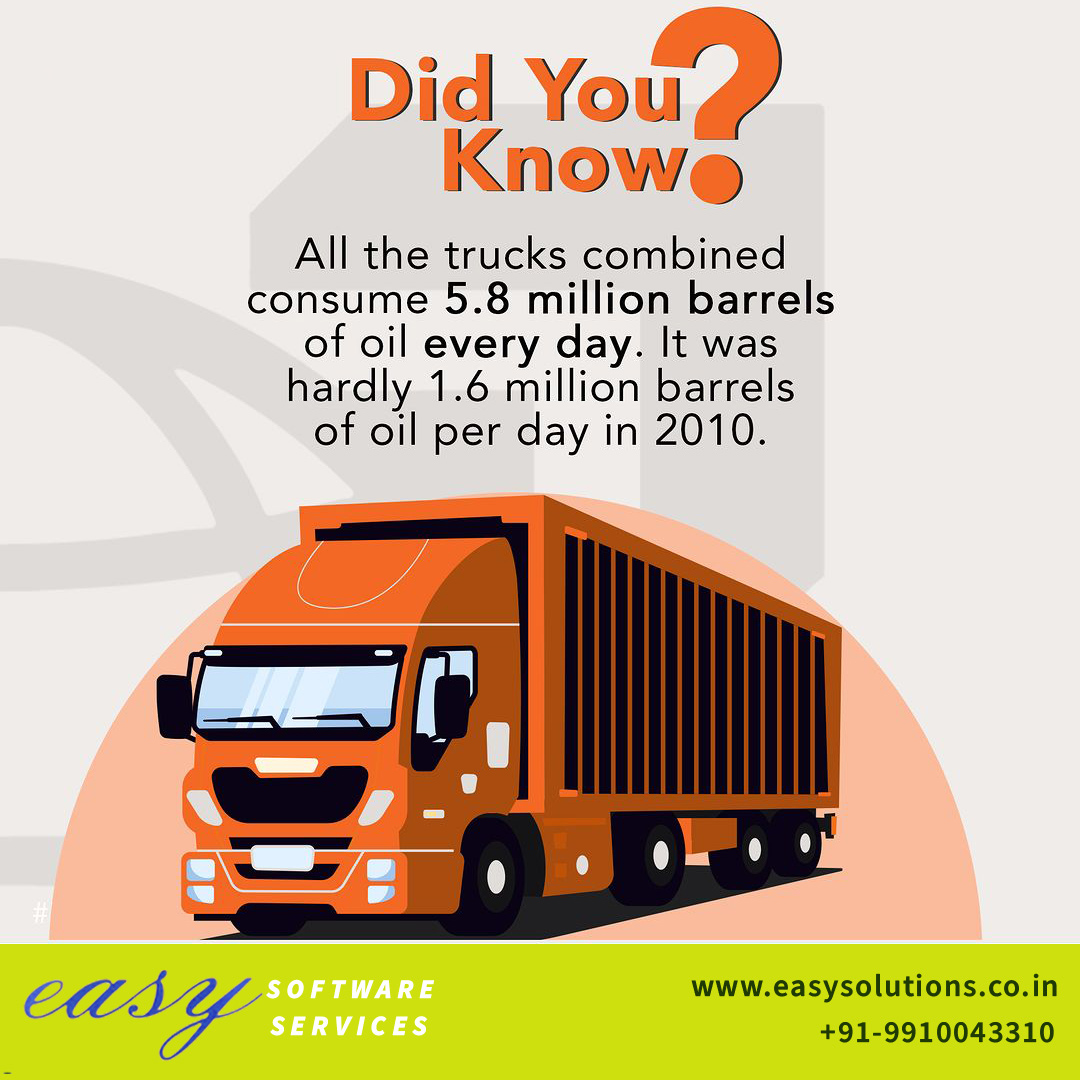 Did You
Know?
All the trucks combined
consume 5.8 million barrels
of oil every day. It was
hardly 1.6 million barrels
of oil per day in 2010.
#
easy SOFTWARE
SERVICES
www.easysolutions.co.in
+91-9910043310